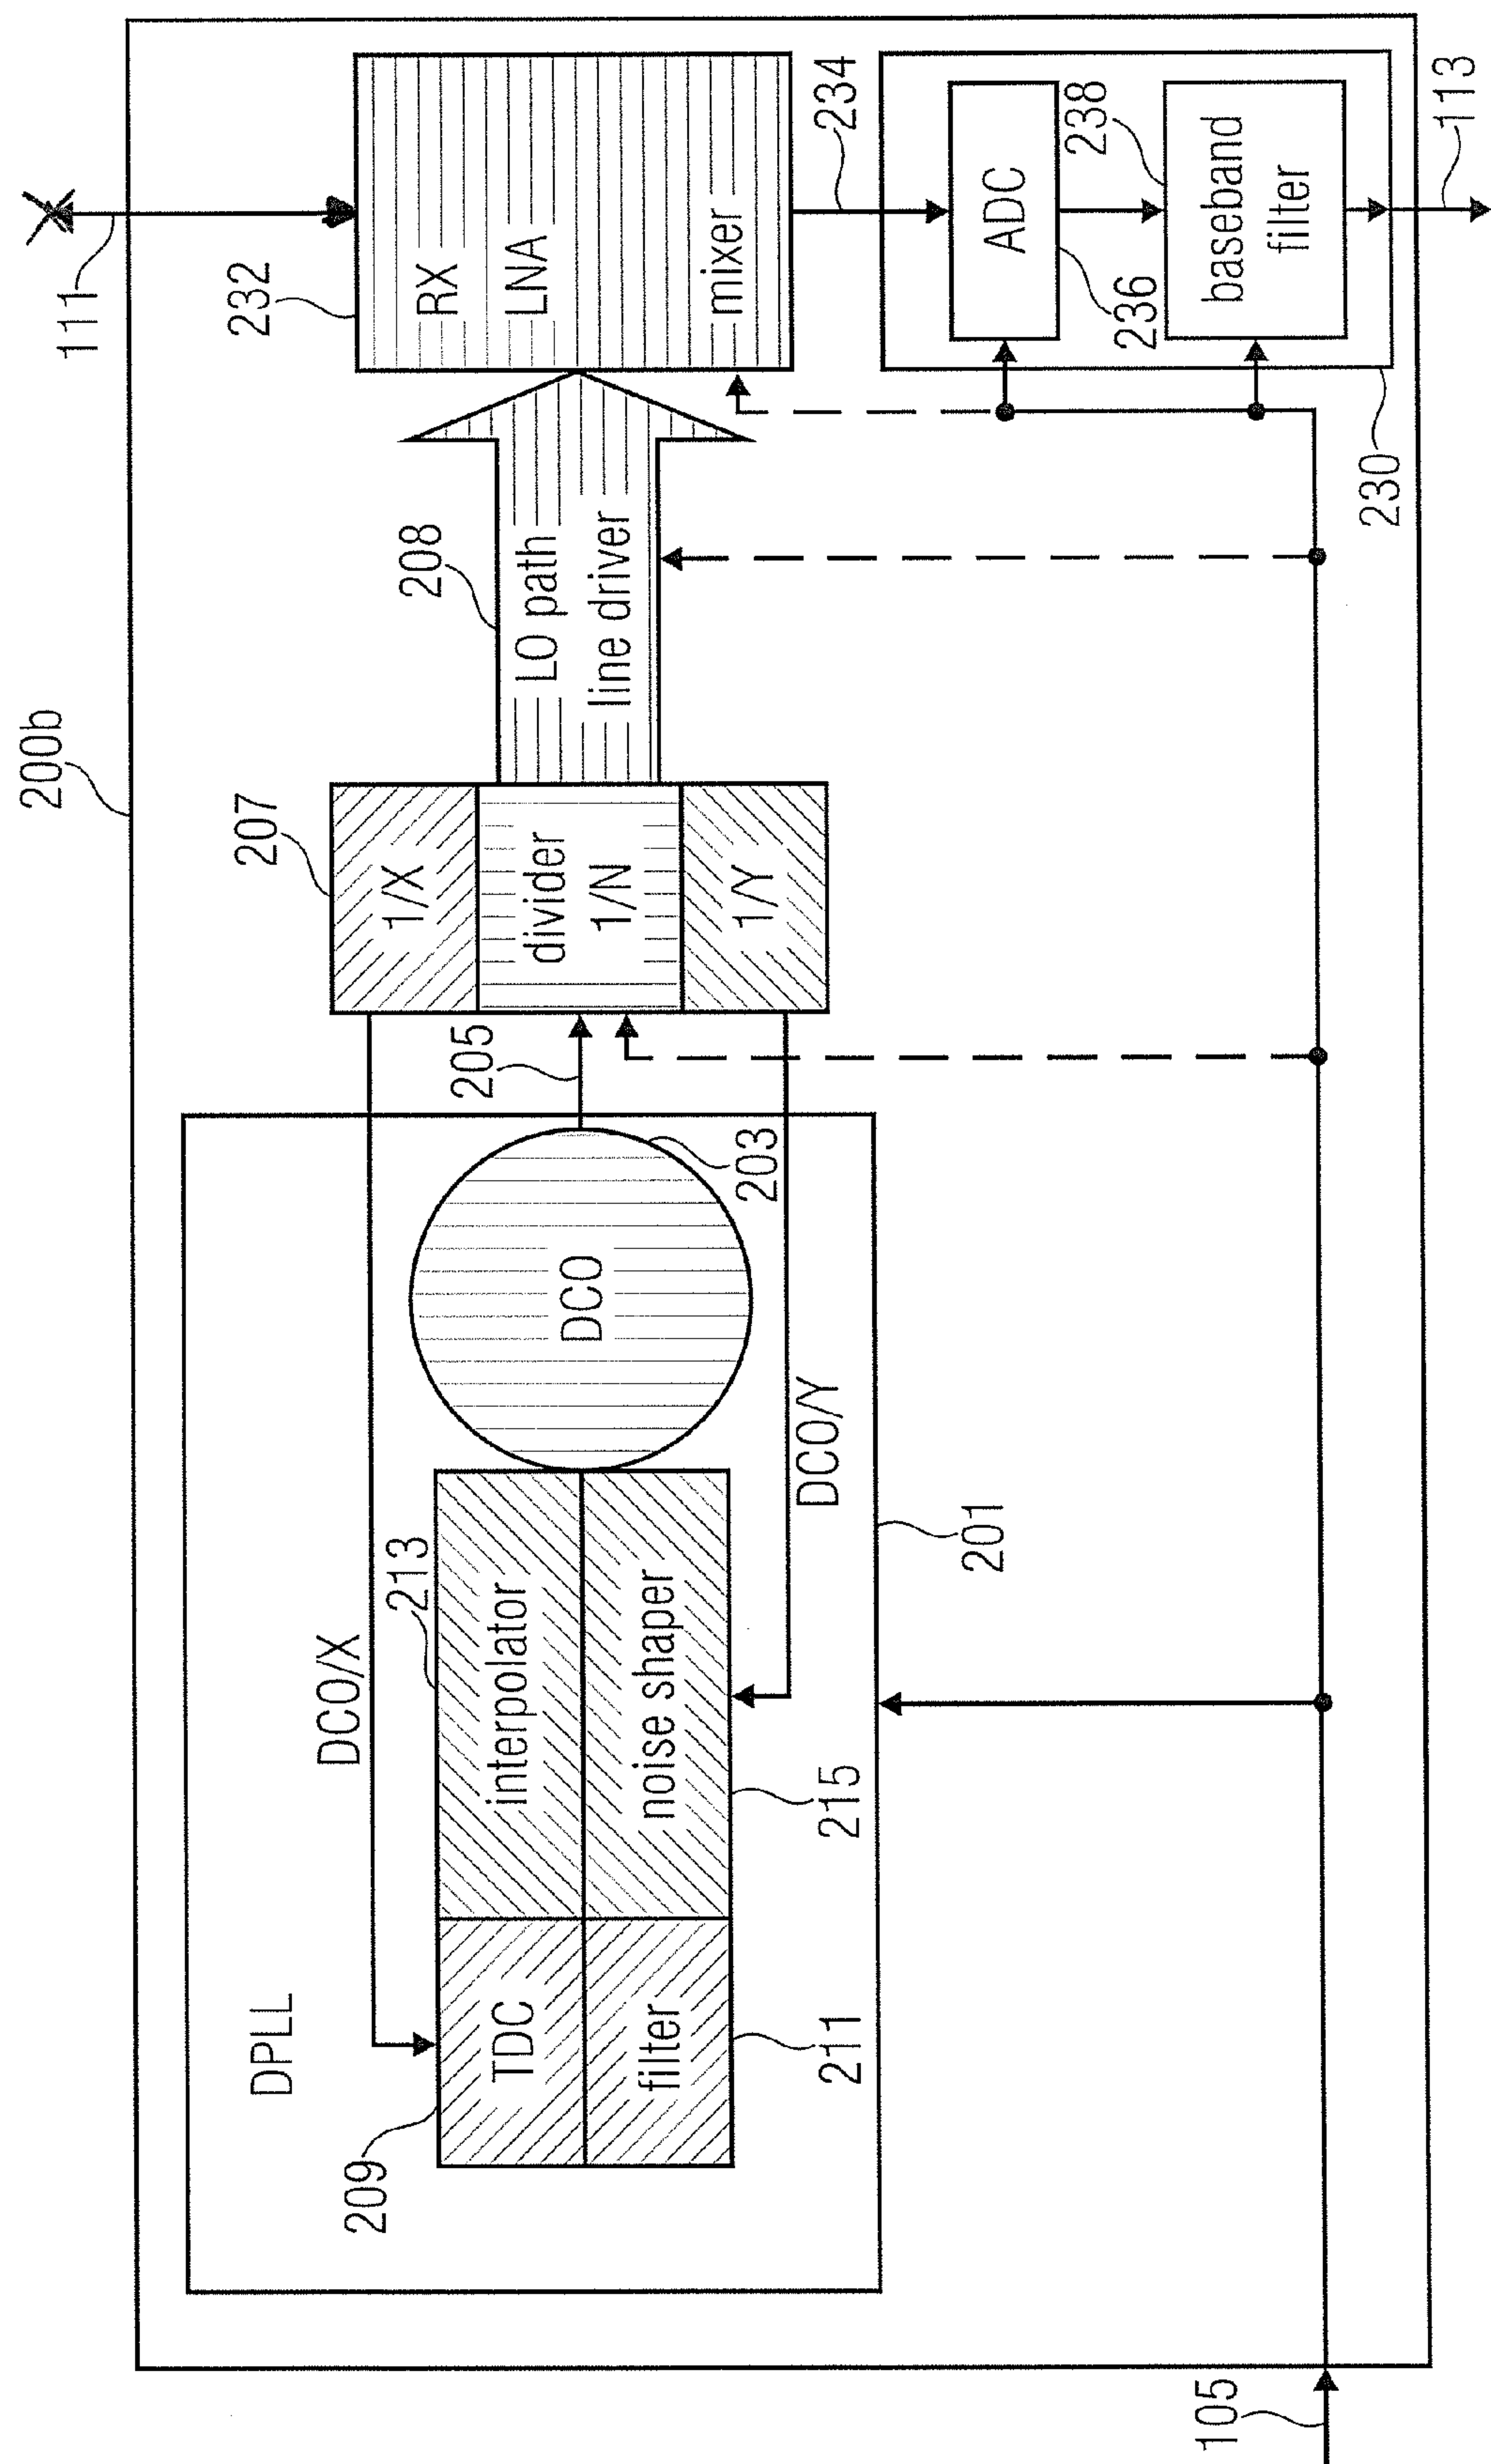 200b
111
232
RX
LNA
mixer
234
ADC
236
238
baseband
filter
113
230
208
LO path
line driver
207
1/X
divider
1/N
1/Y
205
203
DCO
DCO/X
DCO/Y
213
interpolator
noise shaper
215
201
DPLL
209
TDC
filter
211
105